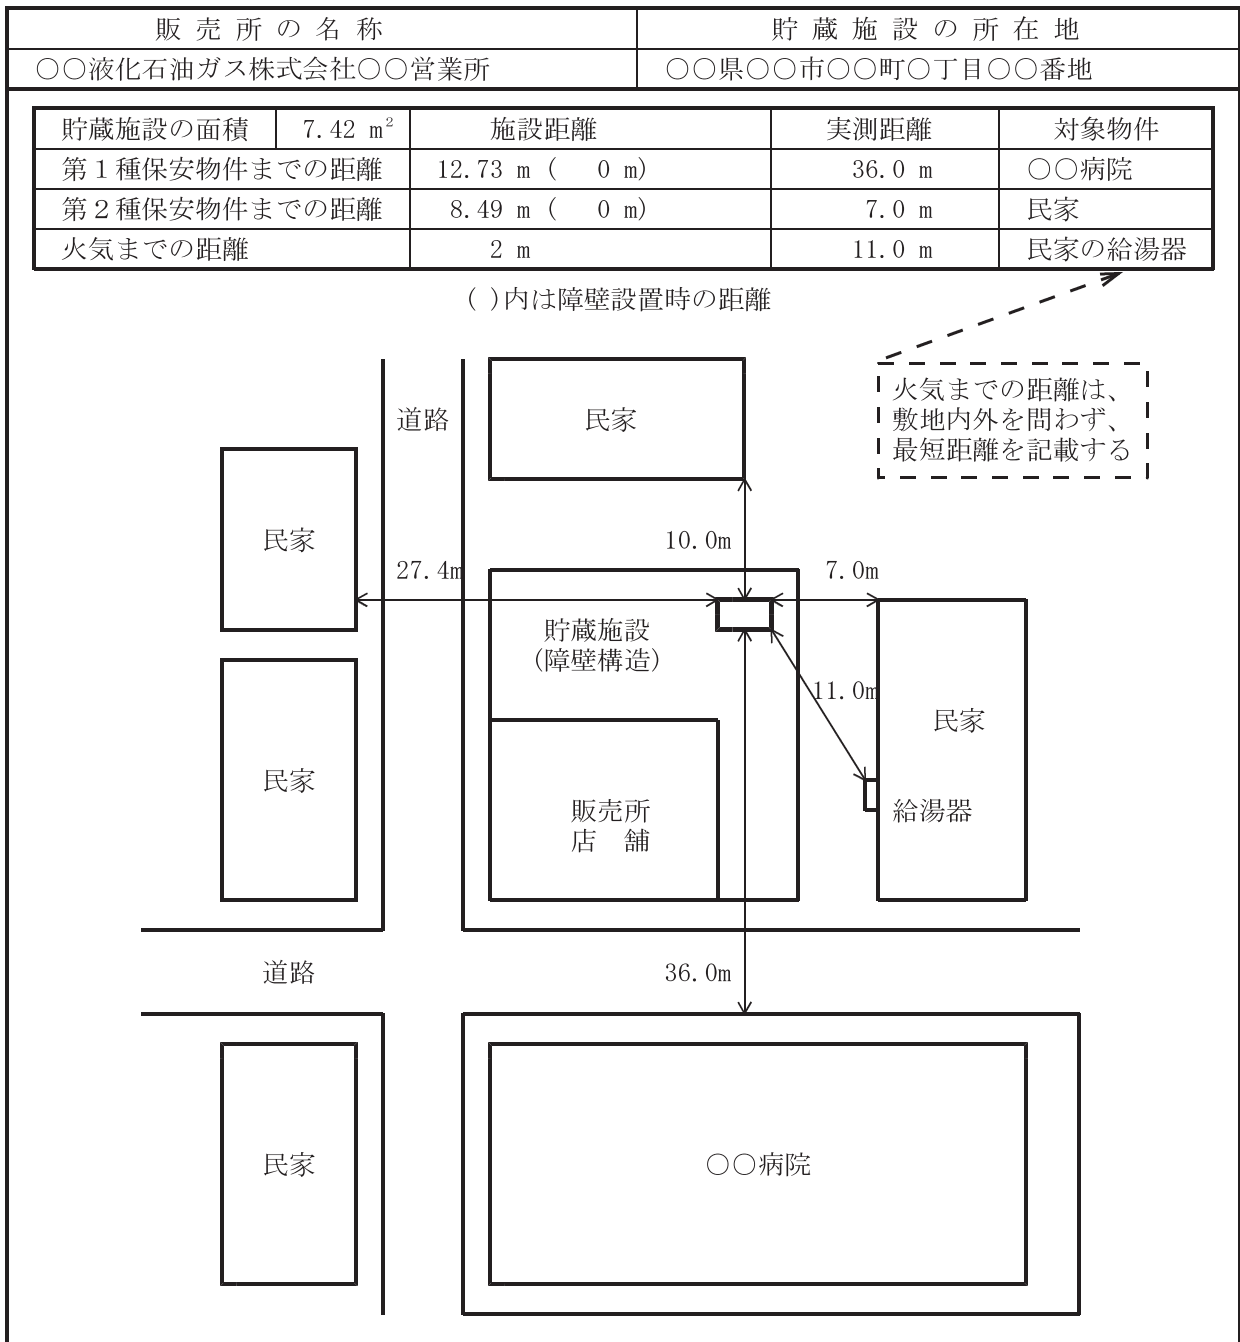 販売所の名称
貯蔵施設の所在地
○○液化石油ガス株式会社○○営業所
○○県○○市○○町○丁目○○番地
貯蔵施設の面積 7.42 m² 施設距離 実測距離 対象物件
第1種保安物件までの距離 12.73 m ( 0 m) 36.0 m ○○病院
第2種保安物件までの距離 8.49 m ( 0 m) 7.0 m 民家
火気までの距離 2 m 11.0 m 民家の給湯器
( )内は障壁設置時の距離
火気までの距離は、
敷地内外を問わず、
最短距離を記載する
道路
民家
民家
10.0m
27.4m
7.0m
貯蔵施設
(障壁構造)
11.0m
民家
民家
販売所
店 舗
給湯器
道路
36.0m
民家
○○病院